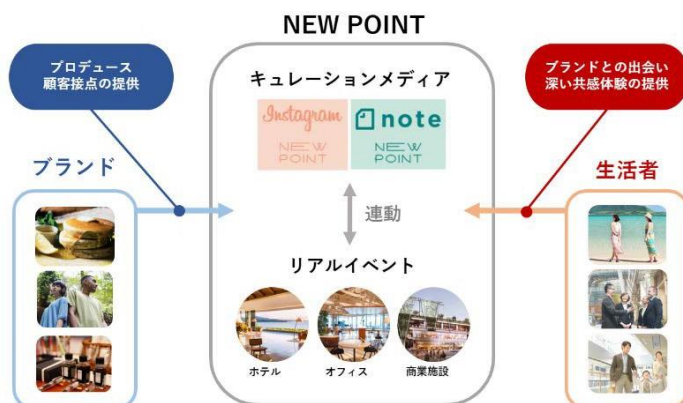 NEW POINT
プロデュース
顧客接点の提供
キュレーションメディア
ブランドとの出会い
深い共感体験の提供
Instagram
NEW
POINT
note
NEW
POINT
ブランド
生活者
連動
リアルイベント
ホテル
オフィス
商業施設